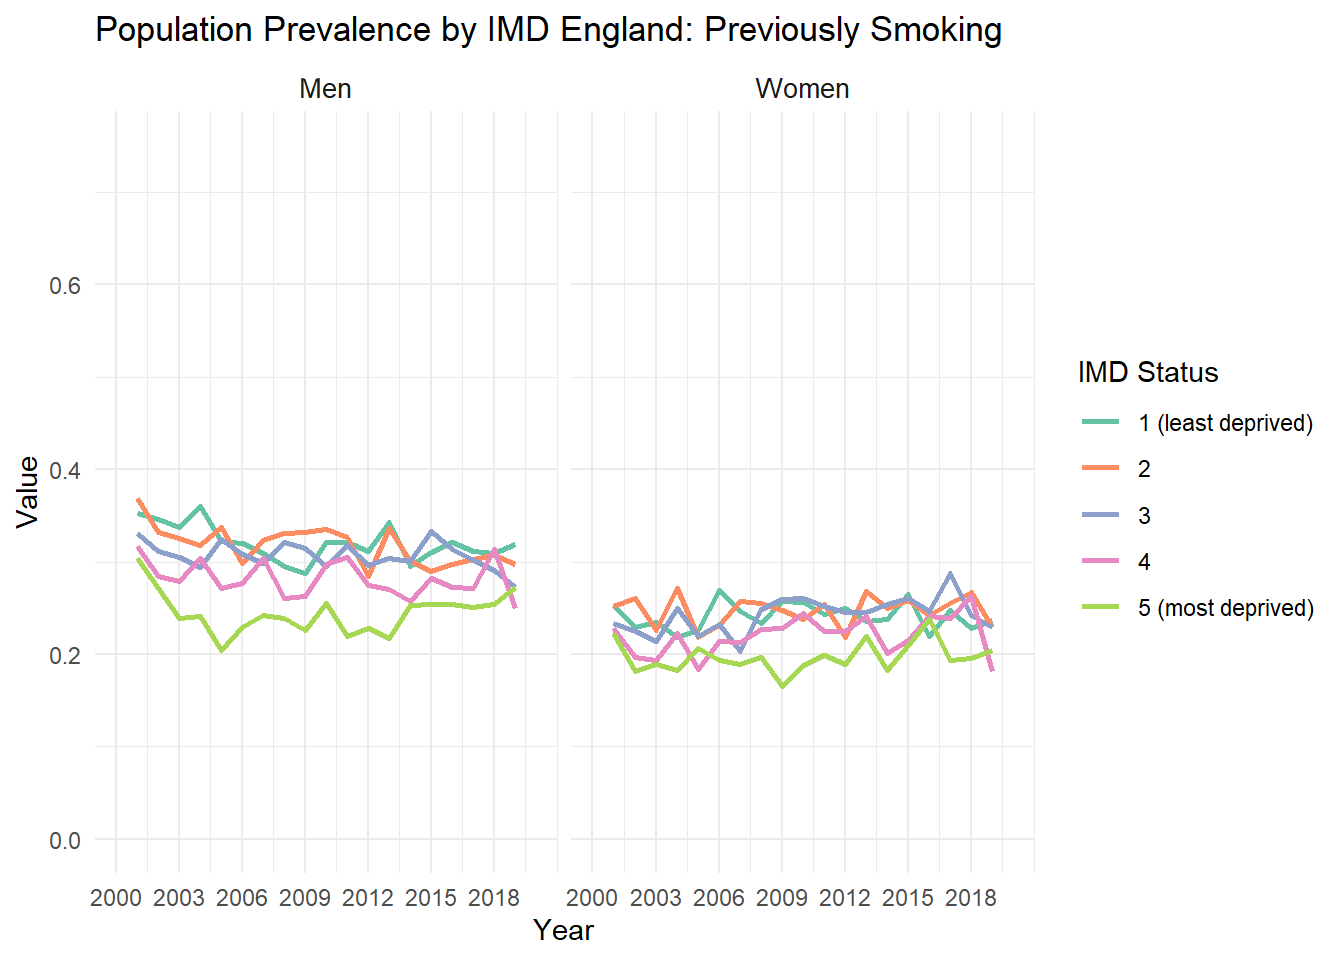 Population Prevalence by IMD England: Previously Smoking
Men
Women
Value
0.6
0.4
0.2
0.0
2000 2003 2006 2009 2012 2015 2018
2000 2003 2006 2009 2012 2015 2018
Year
IMD Status
1 (least deprived)
2
3
4
5 (most deprived)